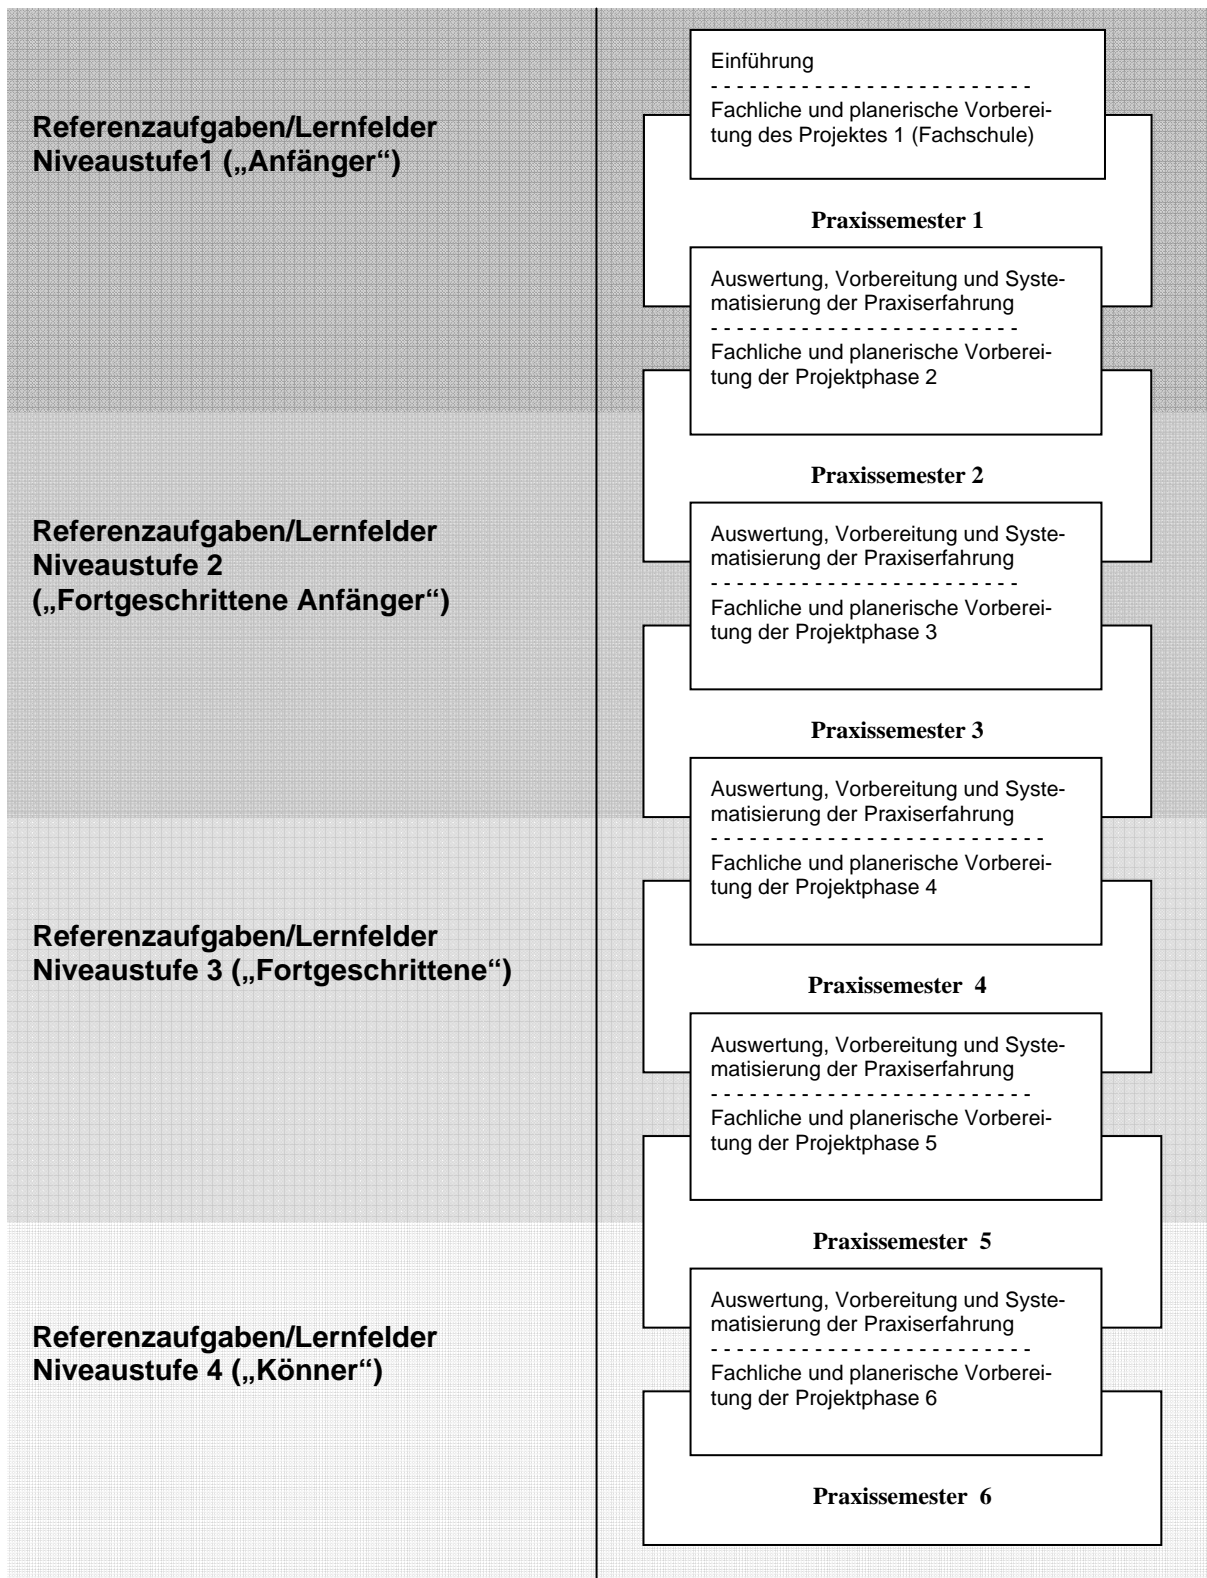 Referenzaufgaben/Lernfelder
Niveaustufe1 („Anfänger“)
Einführung
- - - - - - - - - - - - - - - - - - - - - - - - -
Fachliche und planerische Vorberei-
tung des Projektes 1 (Fachschule)
Praxissemester 1
Auswertung, Vorbereitung und Syste-
matisierung der Praxiserfahrung
- - - - - - - - - - - - - - - - - - - - - - - -
Fachliche und planerische Vorberei-
tung der Projektphase 2
Praxissemester 2
Referenzaufgaben/Lernfelder
Niveaustufe 2
(„Fortgeschrittene Anfänger“)
Auswertung, Vorbereitung und Syste-
matisierung der Praxiserfahrung
- - - - - - - - - - - - - - - - - - - - - - - -
Fachliche und planerische Vorberei-
tung der Projektphase 3
Praxissemester 3
Auswertung, Vorbereitung und Syste-
matisierung der Praxiserfahrung
- - - - - - - - - - - - - - - - - - - - - - - - - -
Fachliche und planerische Vorberei-
tung der Projektphase 4
Referenzaufgaben/Lernfelder
Niveaustufe 3 („Fortgeschrittene“)
Praxissemester  4
Auswertung, Vorbereitung und Syste-
matisierung der Praxiserfahrung
- - - - - - - - - - - - - - - - - - - - - - - - -
Fachliche und planerische Vorberei-
tung der Projektphase 5
Praxissemester  5
Referenzaufgaben/Lernfelder
Niveaustufe 4 („Könner“)
Auswertung, Vorbereitung und Syste-
matisierung der Praxiserfahrung
- - - - - - - - - - - - - - - - - - - - - - - - -
Fachliche und planerische Vorberei-
tung der Projektphase 6
Praxissemester  6